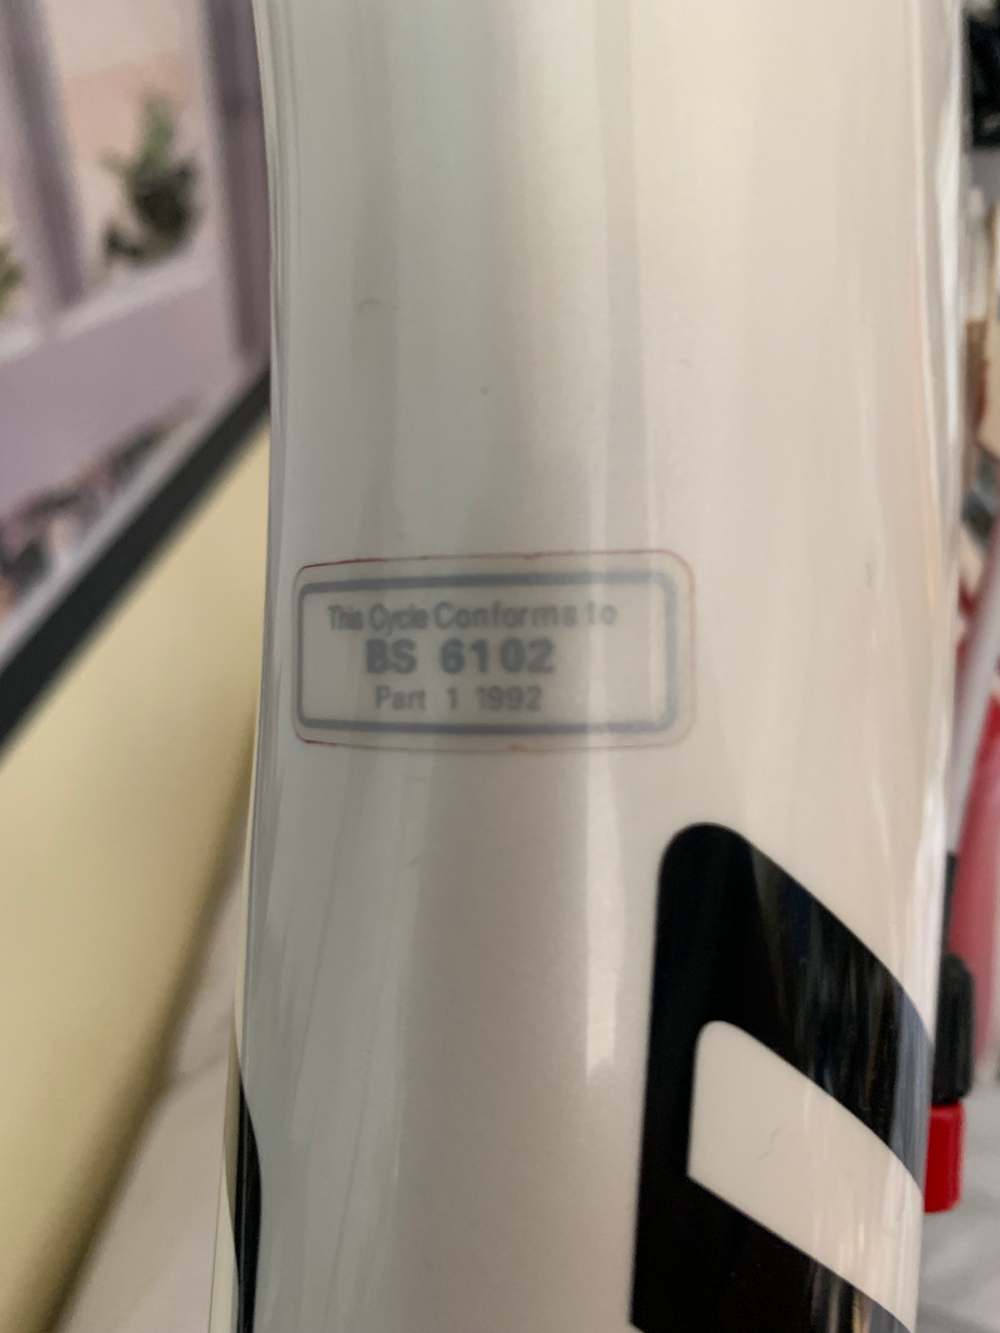 This Cycle Conforms to
BS 6102
Part 1 1992